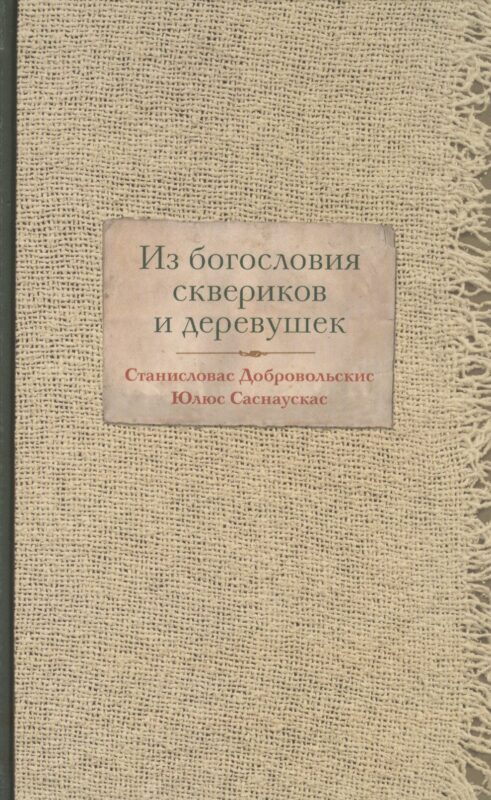 Из богословия
сквериков
и деревушек
Станисловас Добровольскис
Юлюс Саснаускас